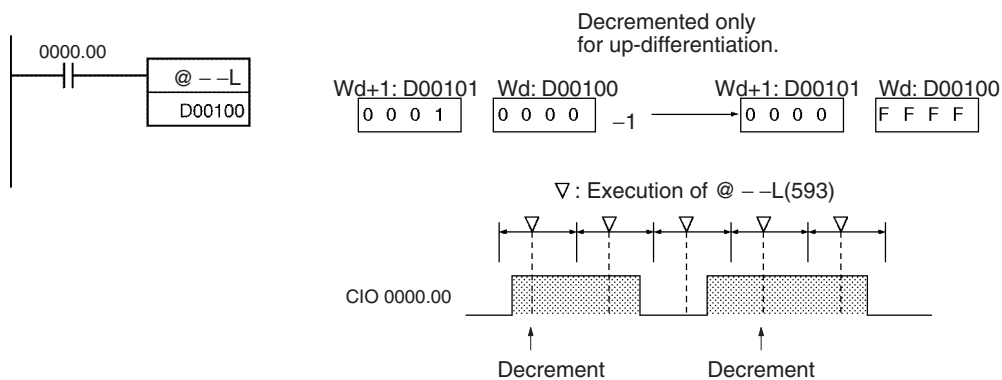 Decremented only
for up-differentiation.
0000.00
@ – –L
D00100
Wd+1: D00101 Wd: D00100 Wd+1: D00101 Wd: D00100
0 0 0 1 0 0 0 0 –1 0 0 0 0 F F F F
▽: Execution of @ – –L(593)
CIO 0000.00
Decrement Decrement